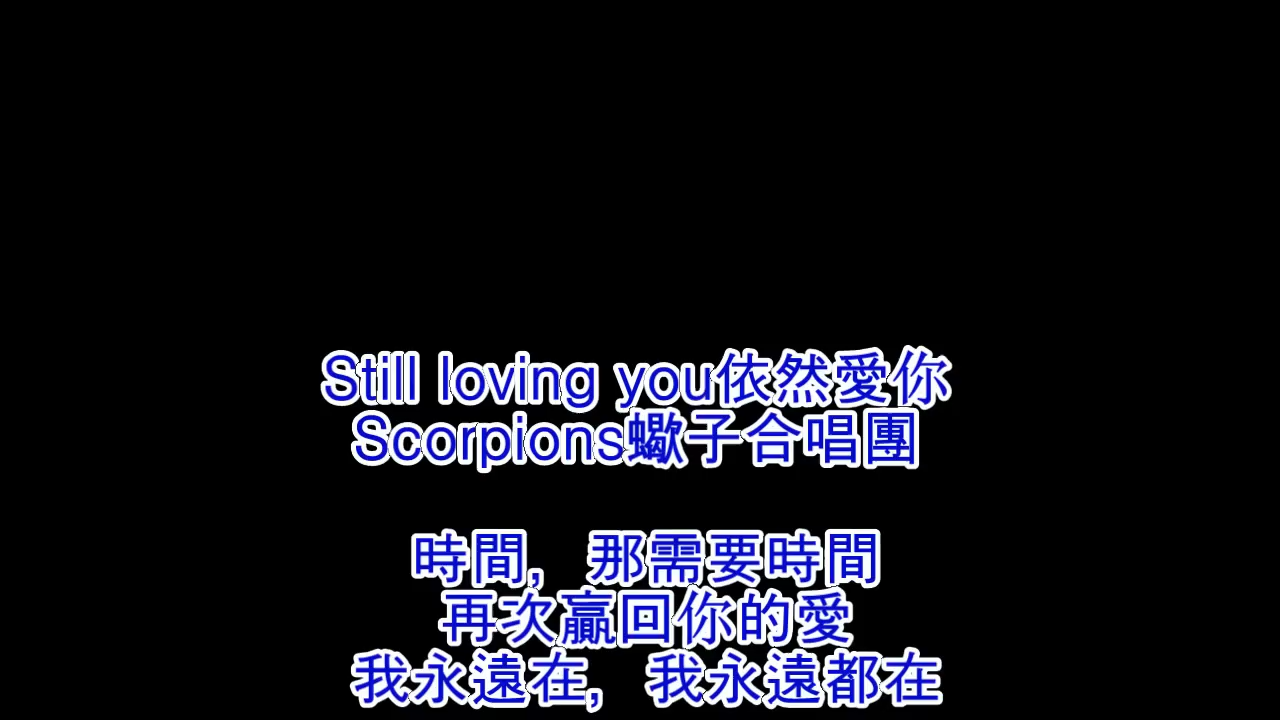 Still loving you依然愛你
Scorpions蠍子合唱團
時間, 那需要時間
再次贏回你的愛
我永遠在, 我永遠都在